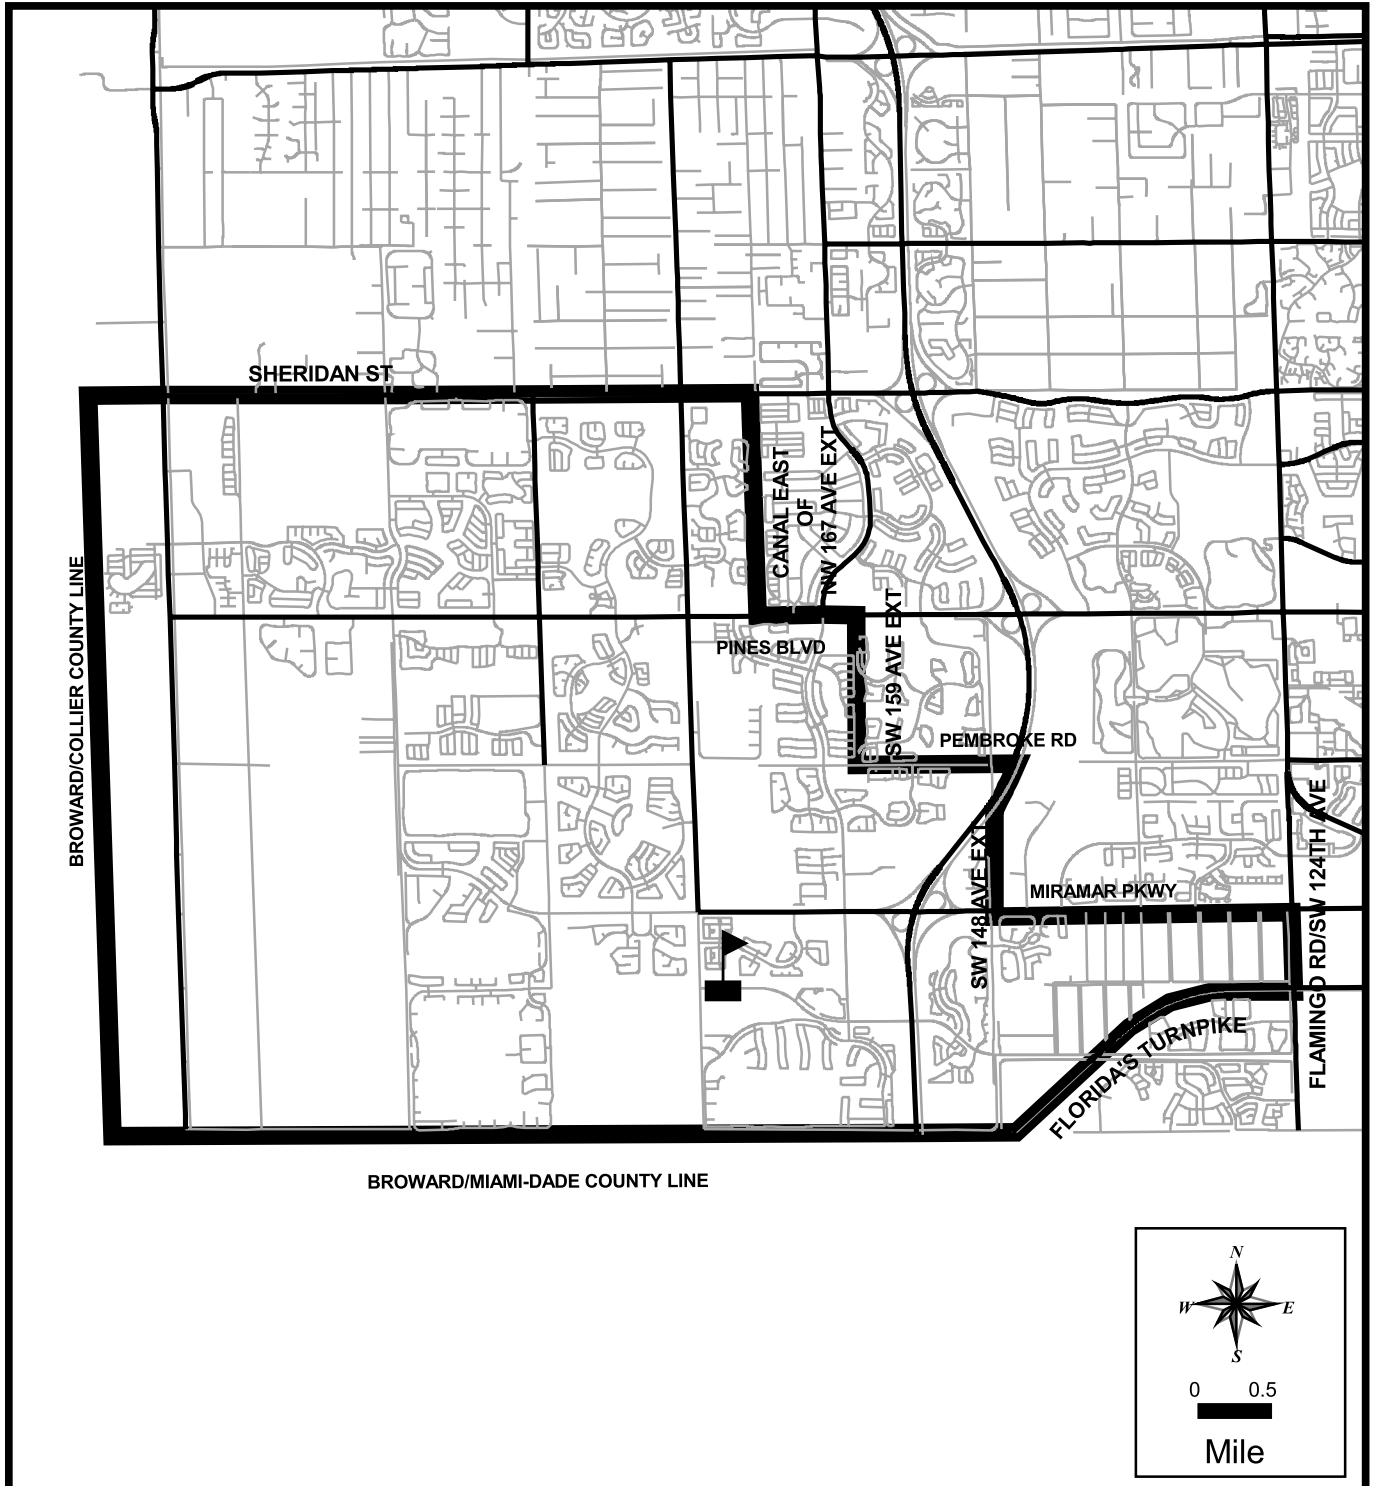 SHERIDAN ST
CANAL EAST
OF
NW 167 AVE EXT
BROWARD/COLLIER COUNTY LINE
PINES BLVD
SW 159 AVE EXT
PEMBROKE RD
SW 148 AVE EXT
MIRAMAR PKWY
FLAMINGO RD/SW 124TH AVE
FLORIDA'S TURNPIKE
BROWARD/MIAMI-DADE COUNTY LINE
N
W E
S
0 0.5
Mile